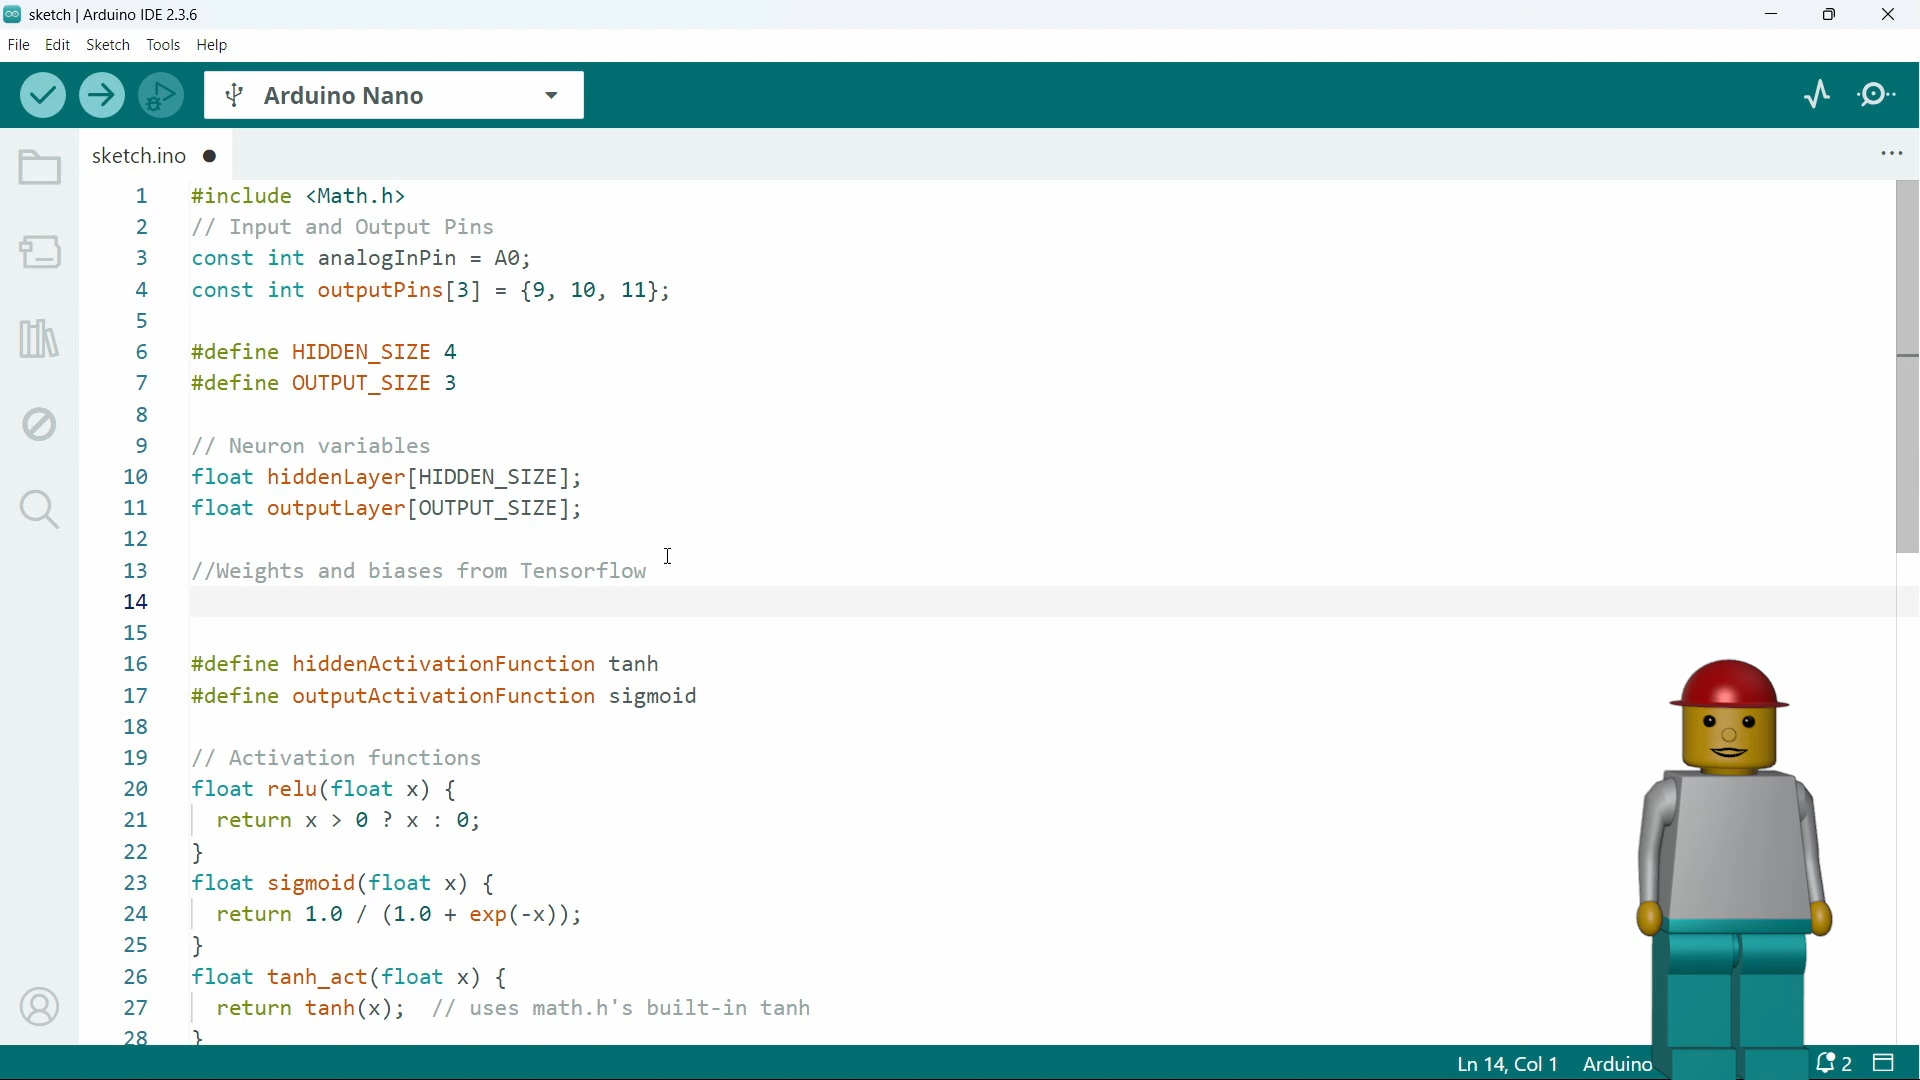 sketch | Arduino IDE 2.3.6
File Edit Sketch Tools Help
Arduino Nano
sketch.ino
1 #include <Math.h>
2 // Input and Output Pins
3 const int analogInPin = A0;
4 const int outputPins[3] = {9, 10, 11};
5
6 #define HIDDEN_SIZE 4
7 #define OUTPUT_SIZE 3
8
9 // Neuron variables
10 float hiddenLayer[HIDDEN_SIZE];
11 float outputLayer[OUTPUT_SIZE];
12
13 //Weights and biases from Tensorflow
14
15
16 #define hiddenActivationFunction tanh
17 #define outputActivationFunction sigmoid
18
19 // Activation functions
20 float relu(float x) {
21 return x > 0 ? x : 0;
22 }
23 float sigmoid(float x) {
24 return 1.0 / (1.0 + exp(-x));
25 }
26 float tanh_act(float x) {
27 return tanh(x); // uses math.h's built-in tanh
28 }
Ln 14, Col 1 Arduino 2